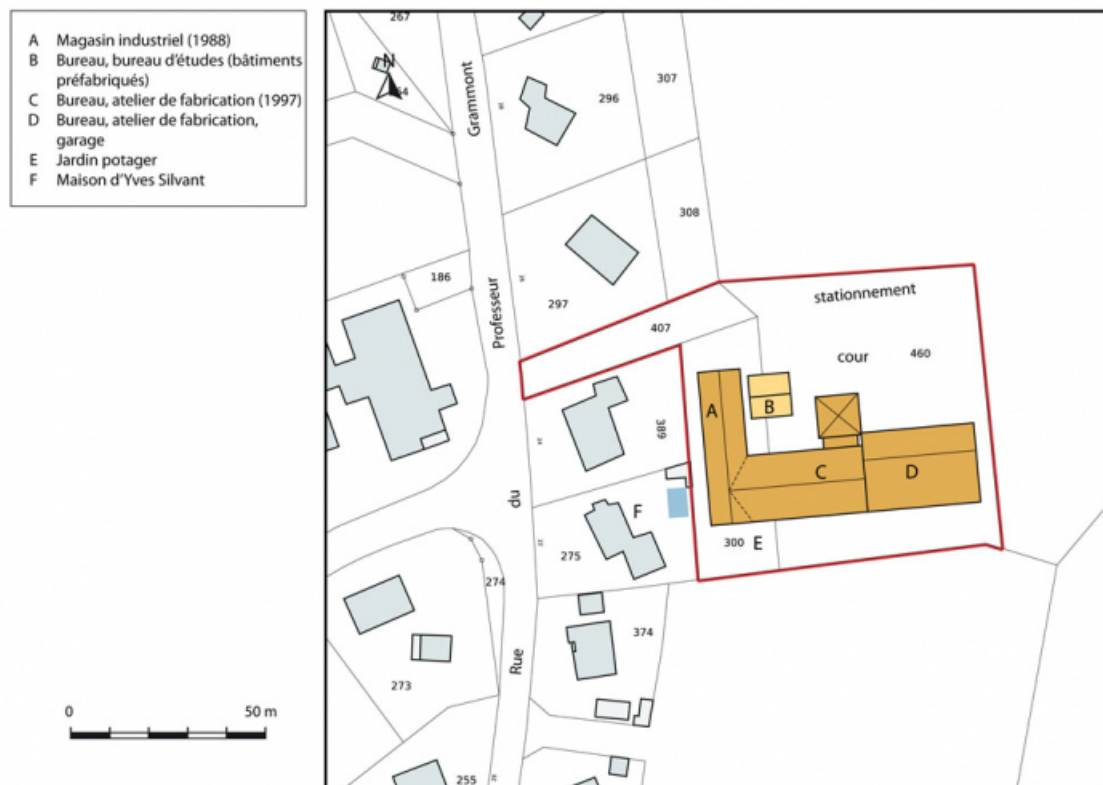 A Magasin industriel (1988)
B Bureau, bureau d'études (bâtiments
préfabriqués)
C Bureau, atelier de fabrication (1997)
D Bureau, atelier de fabrication,
garage
E Jardin potager
F Maison d'Yves Silvant
0 50 m
267
N
307
296
Grammont
308
186
Professeur
297
stationnement
407
cour
460
A
B
389
C
D
du
F
300
E
275
274
374
Rue
273
255